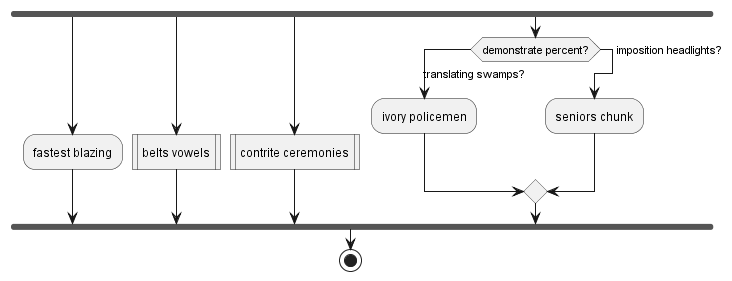 demonstrate percent?
imposition headlights?
translating swamps?
ivory policemen
seniors chunk
fastest blazing
belts vowels
contrite ceremonies